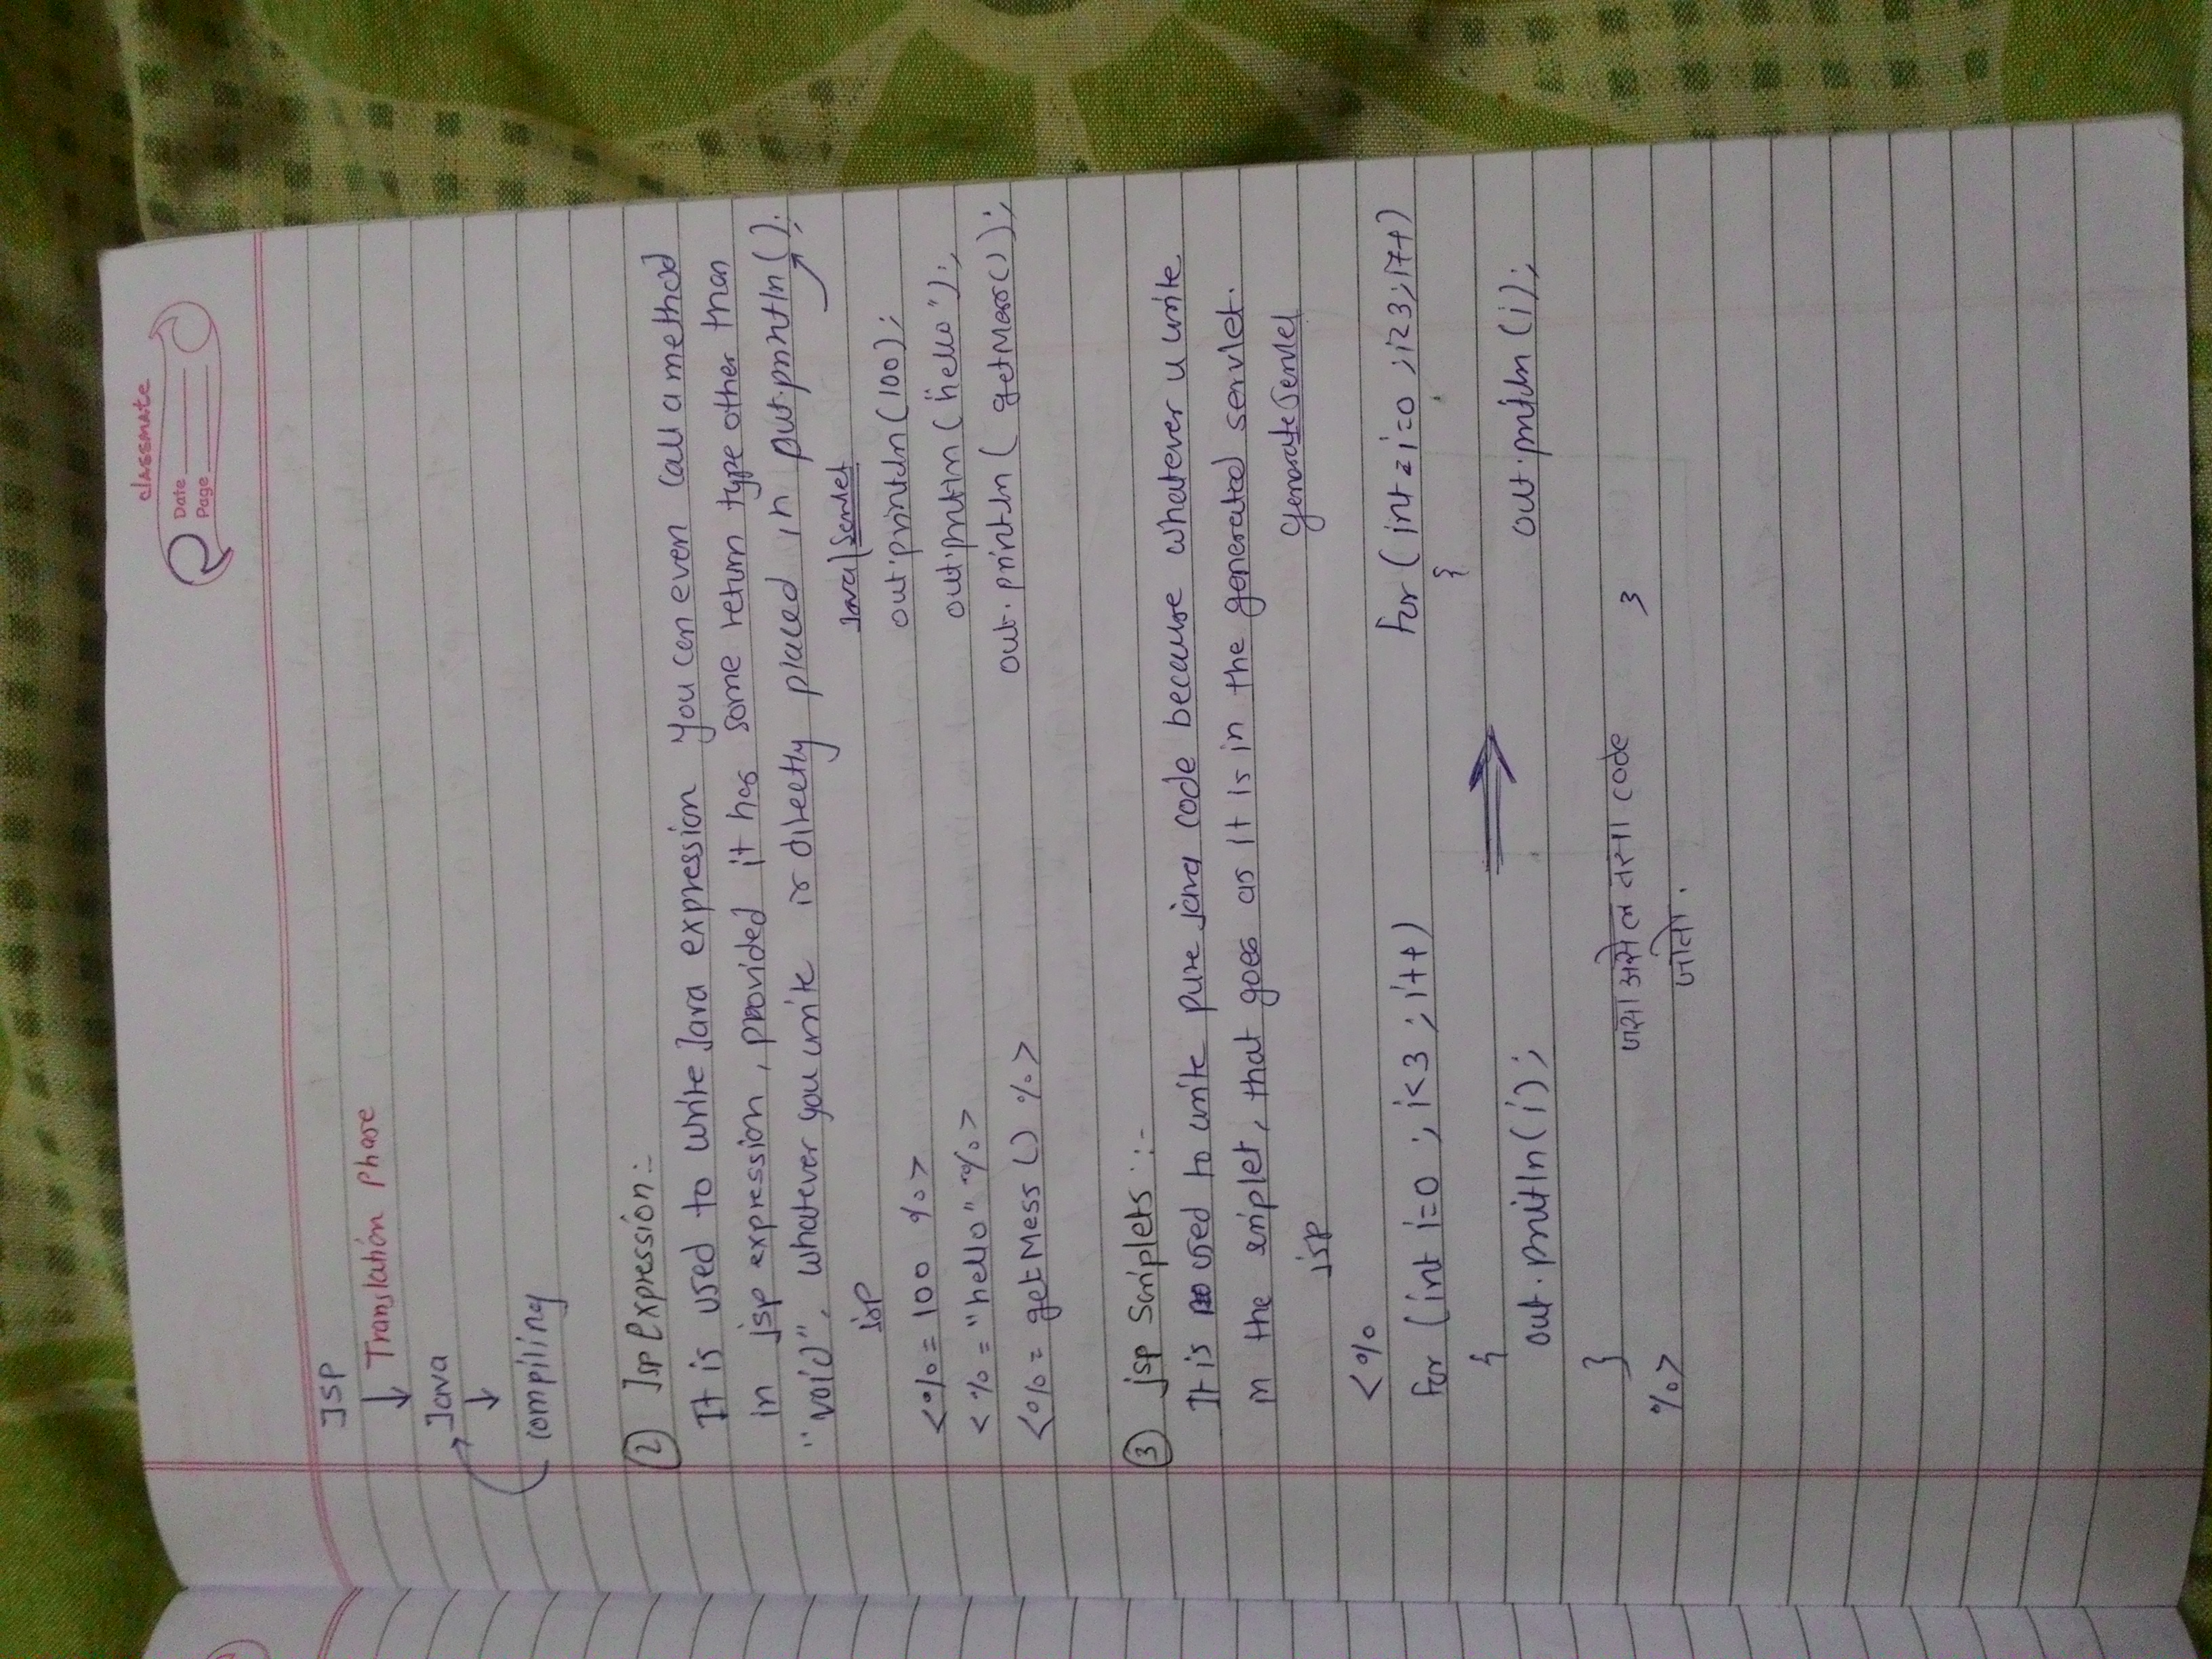 classmate
Date
Page
JSP
↓ Translation Phase
Java
↓
compiling
② Jsp Expression:-
It is used to write Java expression you can even call a method
in jsp expression, provided it has some return type other than
"void". whatever you write is directly placed in out.println();
jsp Java/Servlet
<%= 100 %> out.println(100);
<%= "hello" %> out.println("hello");
<%= getMess() %> out.println( getMess());
③ jsp Scriplets :-
It is used to write pure java code because whatever u write
in the scriplet, that goes as it is in the generated servlet.
jsp Generate Servlet
<%
for (int i=0 ; i<3 ; i++) for (int i=0 ; i<3 ; i++)
{ {
⇒
out.println(i); out.println(i);
} जसा असेल तसा code }
%> जातो.